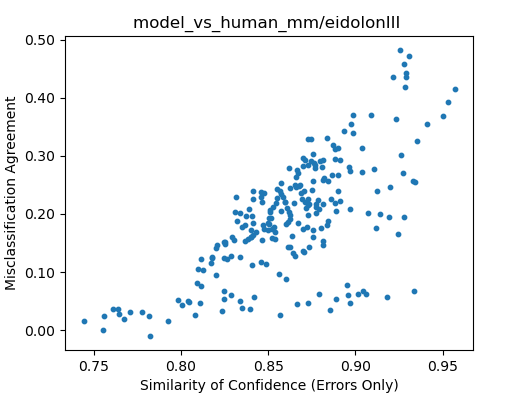 model_vs_human_mm/eidolonIII
0.50
0.40
0.30
0.20
0.10
0.00
Misclassification Agreement
0.75 0.80 0.85 0.90 0.95
Similarity of Confidence (Errors Only)